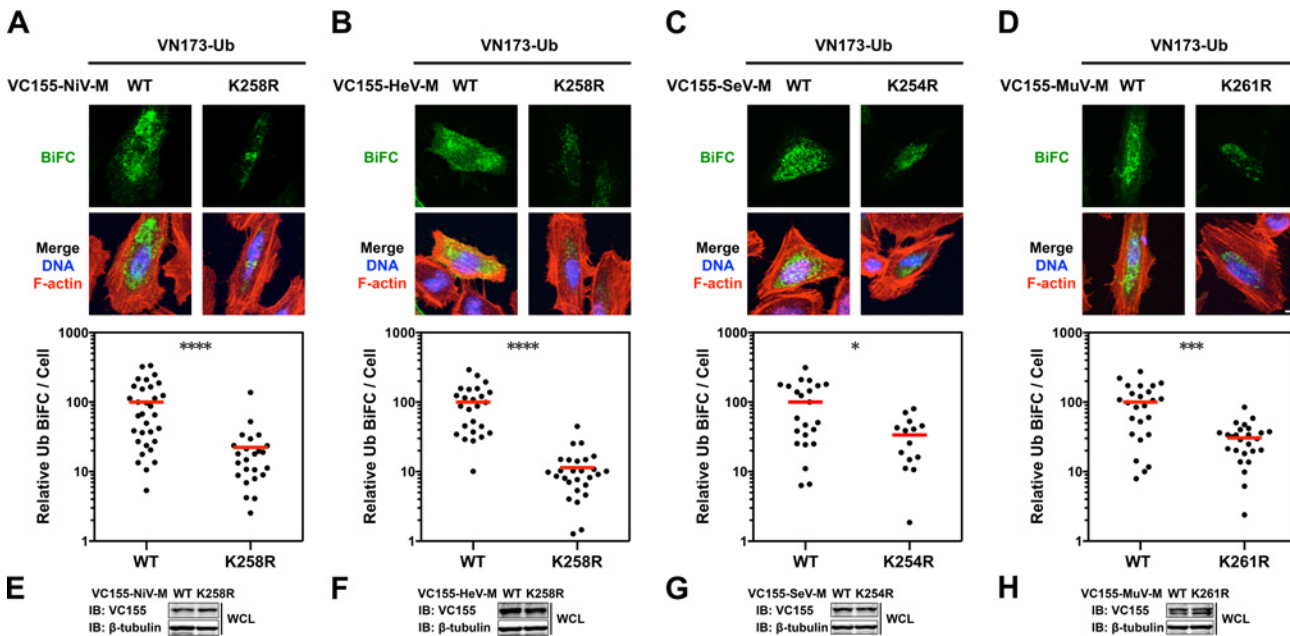 A
VN173-Ub
VC155-NiV-M WT K258R
BiFC
Merge
DNA
F-actin
Relative Ub BiFC / Cell
1000
100
10
1
****
WT K258R
B
VN173-Ub
VC155-HeV-M WT K258R
BiFC
Merge
DNA
F-actin
Relative Ub BiFC / Cell
1000
100
10
1
****
WT K258R
C
VN173-Ub
VC155-SeV-M WT K254R
BiFC
Merge
DNA
F-actin
Relative Ub BiFC / Cell
1000
100
10
1
*
WT K254R
D
VN173-Ub
VC155-MuV-M WT K261R
BiFC
Merge
DNA
F-actin
Relative Ub BiFC / Cell
1000
100
10
1
***
WT K261R
E
VC155-NiV-M WT K258R
IB: VC155
IB: β-tubulin
WCL
F
VC155-HeV-M WT K258R
IB: VC155
IB: β-tubulin
WCL
G
VC155-SeV-M WT K254R
IB: VC155
IB: β-tubulin
WCL
H
VC155-MuV-M WT K261R
IB: VC155
IB: β-tubulin
WCL